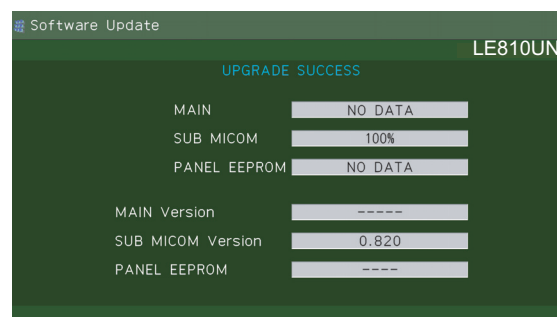 Software Update
LE810UN
UPGRADE SUCCESS
MAIN NO DATA
SUB MICOM 100%
PANEL EEPROM NO DATA
MAIN Version -----
SUB MICOM Version 0.820
PANEL EEPROM ----